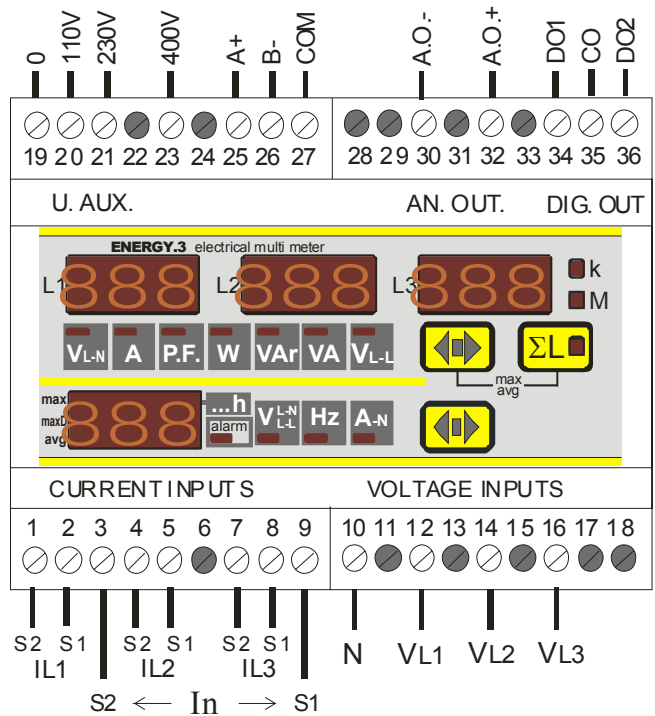 0 110V 230V 400V A+ B- COM A.O.- A.O.+ DO1 CO DO2
19 20 21 22 23 24 25 26 27 28 29 30 31 32 33 34 35 36
U. AUX. AN. OUT. DIG. OUT
ENERGY.3 electrical multi meter
L1 888 L2 888 L3 888 k
M
VL-N A P.F. W VAr VA VL-L ΣL
max
avg
max
maxD
avg
888 ...h
alarm
V L-N
L-L
Hz A-N
CURRENT INPUTS VOLTAGE INPUTS
1 2 3 4 5 6 7 8 9 10 11 12 13 14 15 16 17 18
S2 S1 S2 S1 S2 S1
IL1 IL2 IL3 N VL1 VL2 VL3
S2 ← In → S1